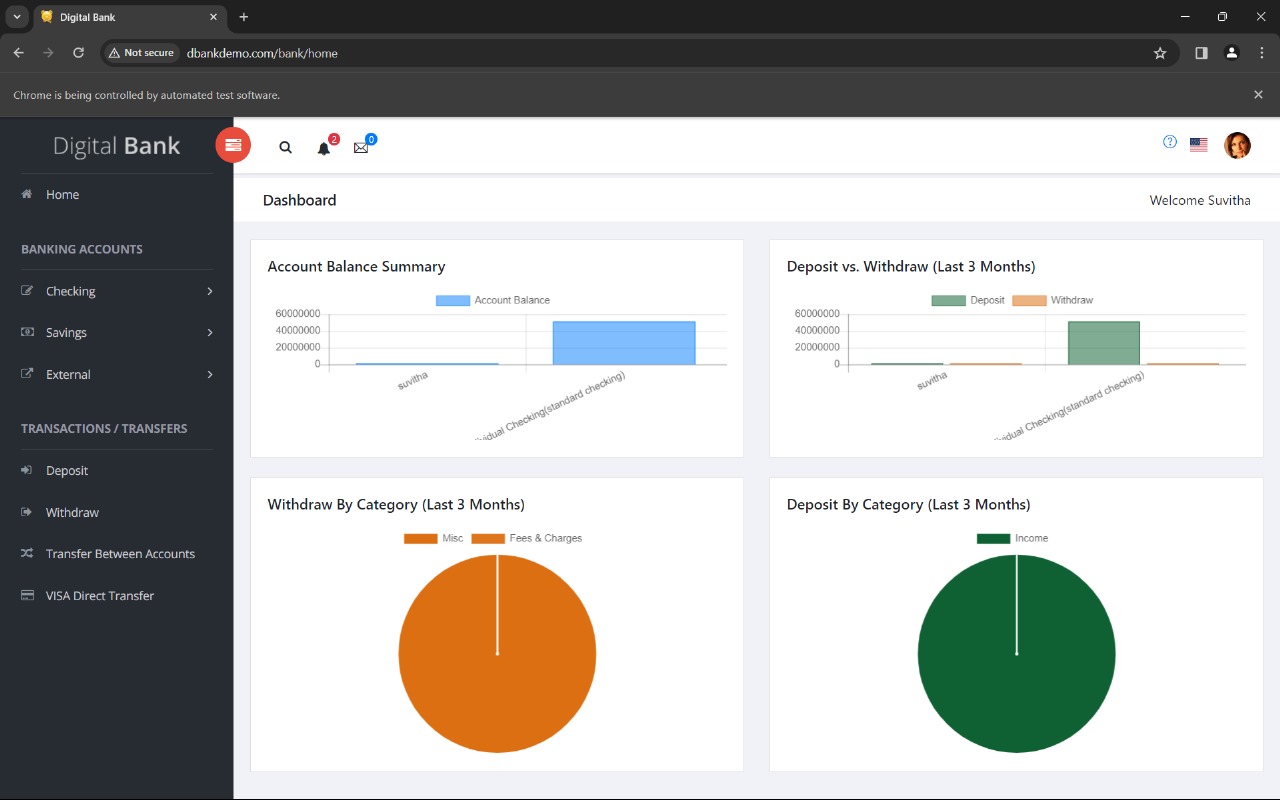 Digital Bank
Not secure
dbankdemo.com/bank/home
Chrome is being controlled by automated test software.
Digital Bank
2
0
Home
Dashboard
Welcome Suvitha
BANKING ACCOUNTS
Checking
Savings
External
TRANSACTIONS / TRANSFERS
Deposit
Withdraw
Transfer Between Accounts
VISA Direct Transfer
Account Balance Summary
Account Balance
60000000
40000000
20000000
0
suvitha
vidual Checking(standard checking)
Deposit vs. Withdraw (Last 3 Months)
Deposit Withdraw
60000000
40000000
20000000
0
suvitha
vidual Checking(standard checking)
Withdraw By Category (Last 3 Months)
Misc Fees & Charges
Deposit By Category (Last 3 Months)
Income